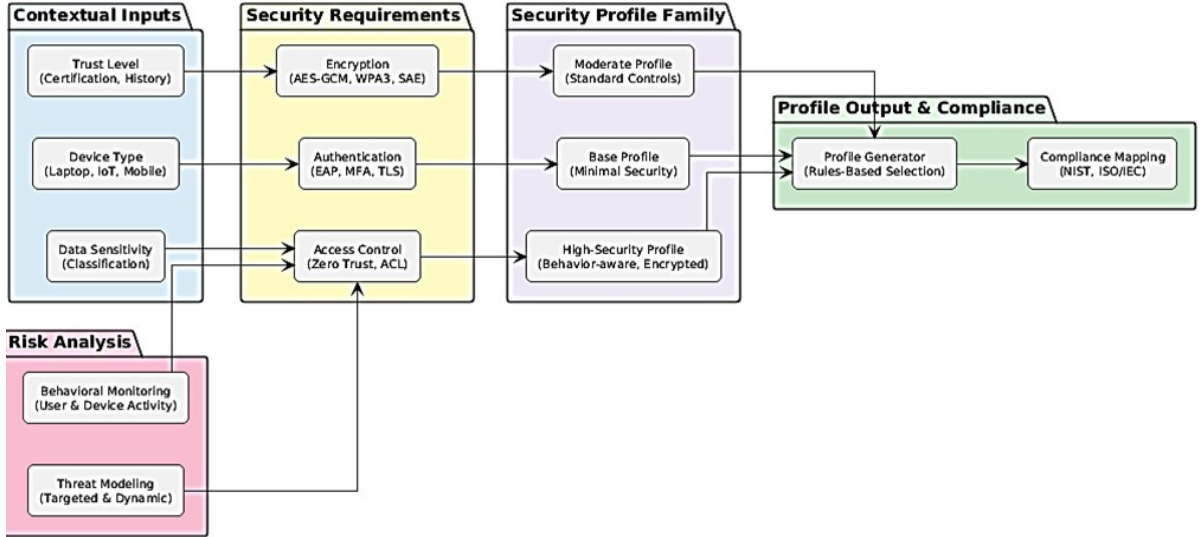 Contextual Inputs
Trust Level
(Certification, History)
Device Type
(Laptop, IoT, Mobile)
Data Sensitivity
(Classification)
Security Requirements
Encryption
(AES-GCM, WPA3, SAE)
Authentication
(EAP, MFA, TLS)
Access Control
(Zero Trust, ACL)
Security Profile Family
Moderate Profile
(Standard Controls)
Base Profile
(Minimal Security)
High-Security Profile
(Behavior-aware, Encrypted)
Profile Output & Compliance
Profile Generator
(Rules-Based Selection)
Compliance Mapping
(NIST, ISO/IEC)
Risk Analysis
Behavioral Monitoring
(User & Device Activity)
Threat Modeling
(Targeted & Dynamic)